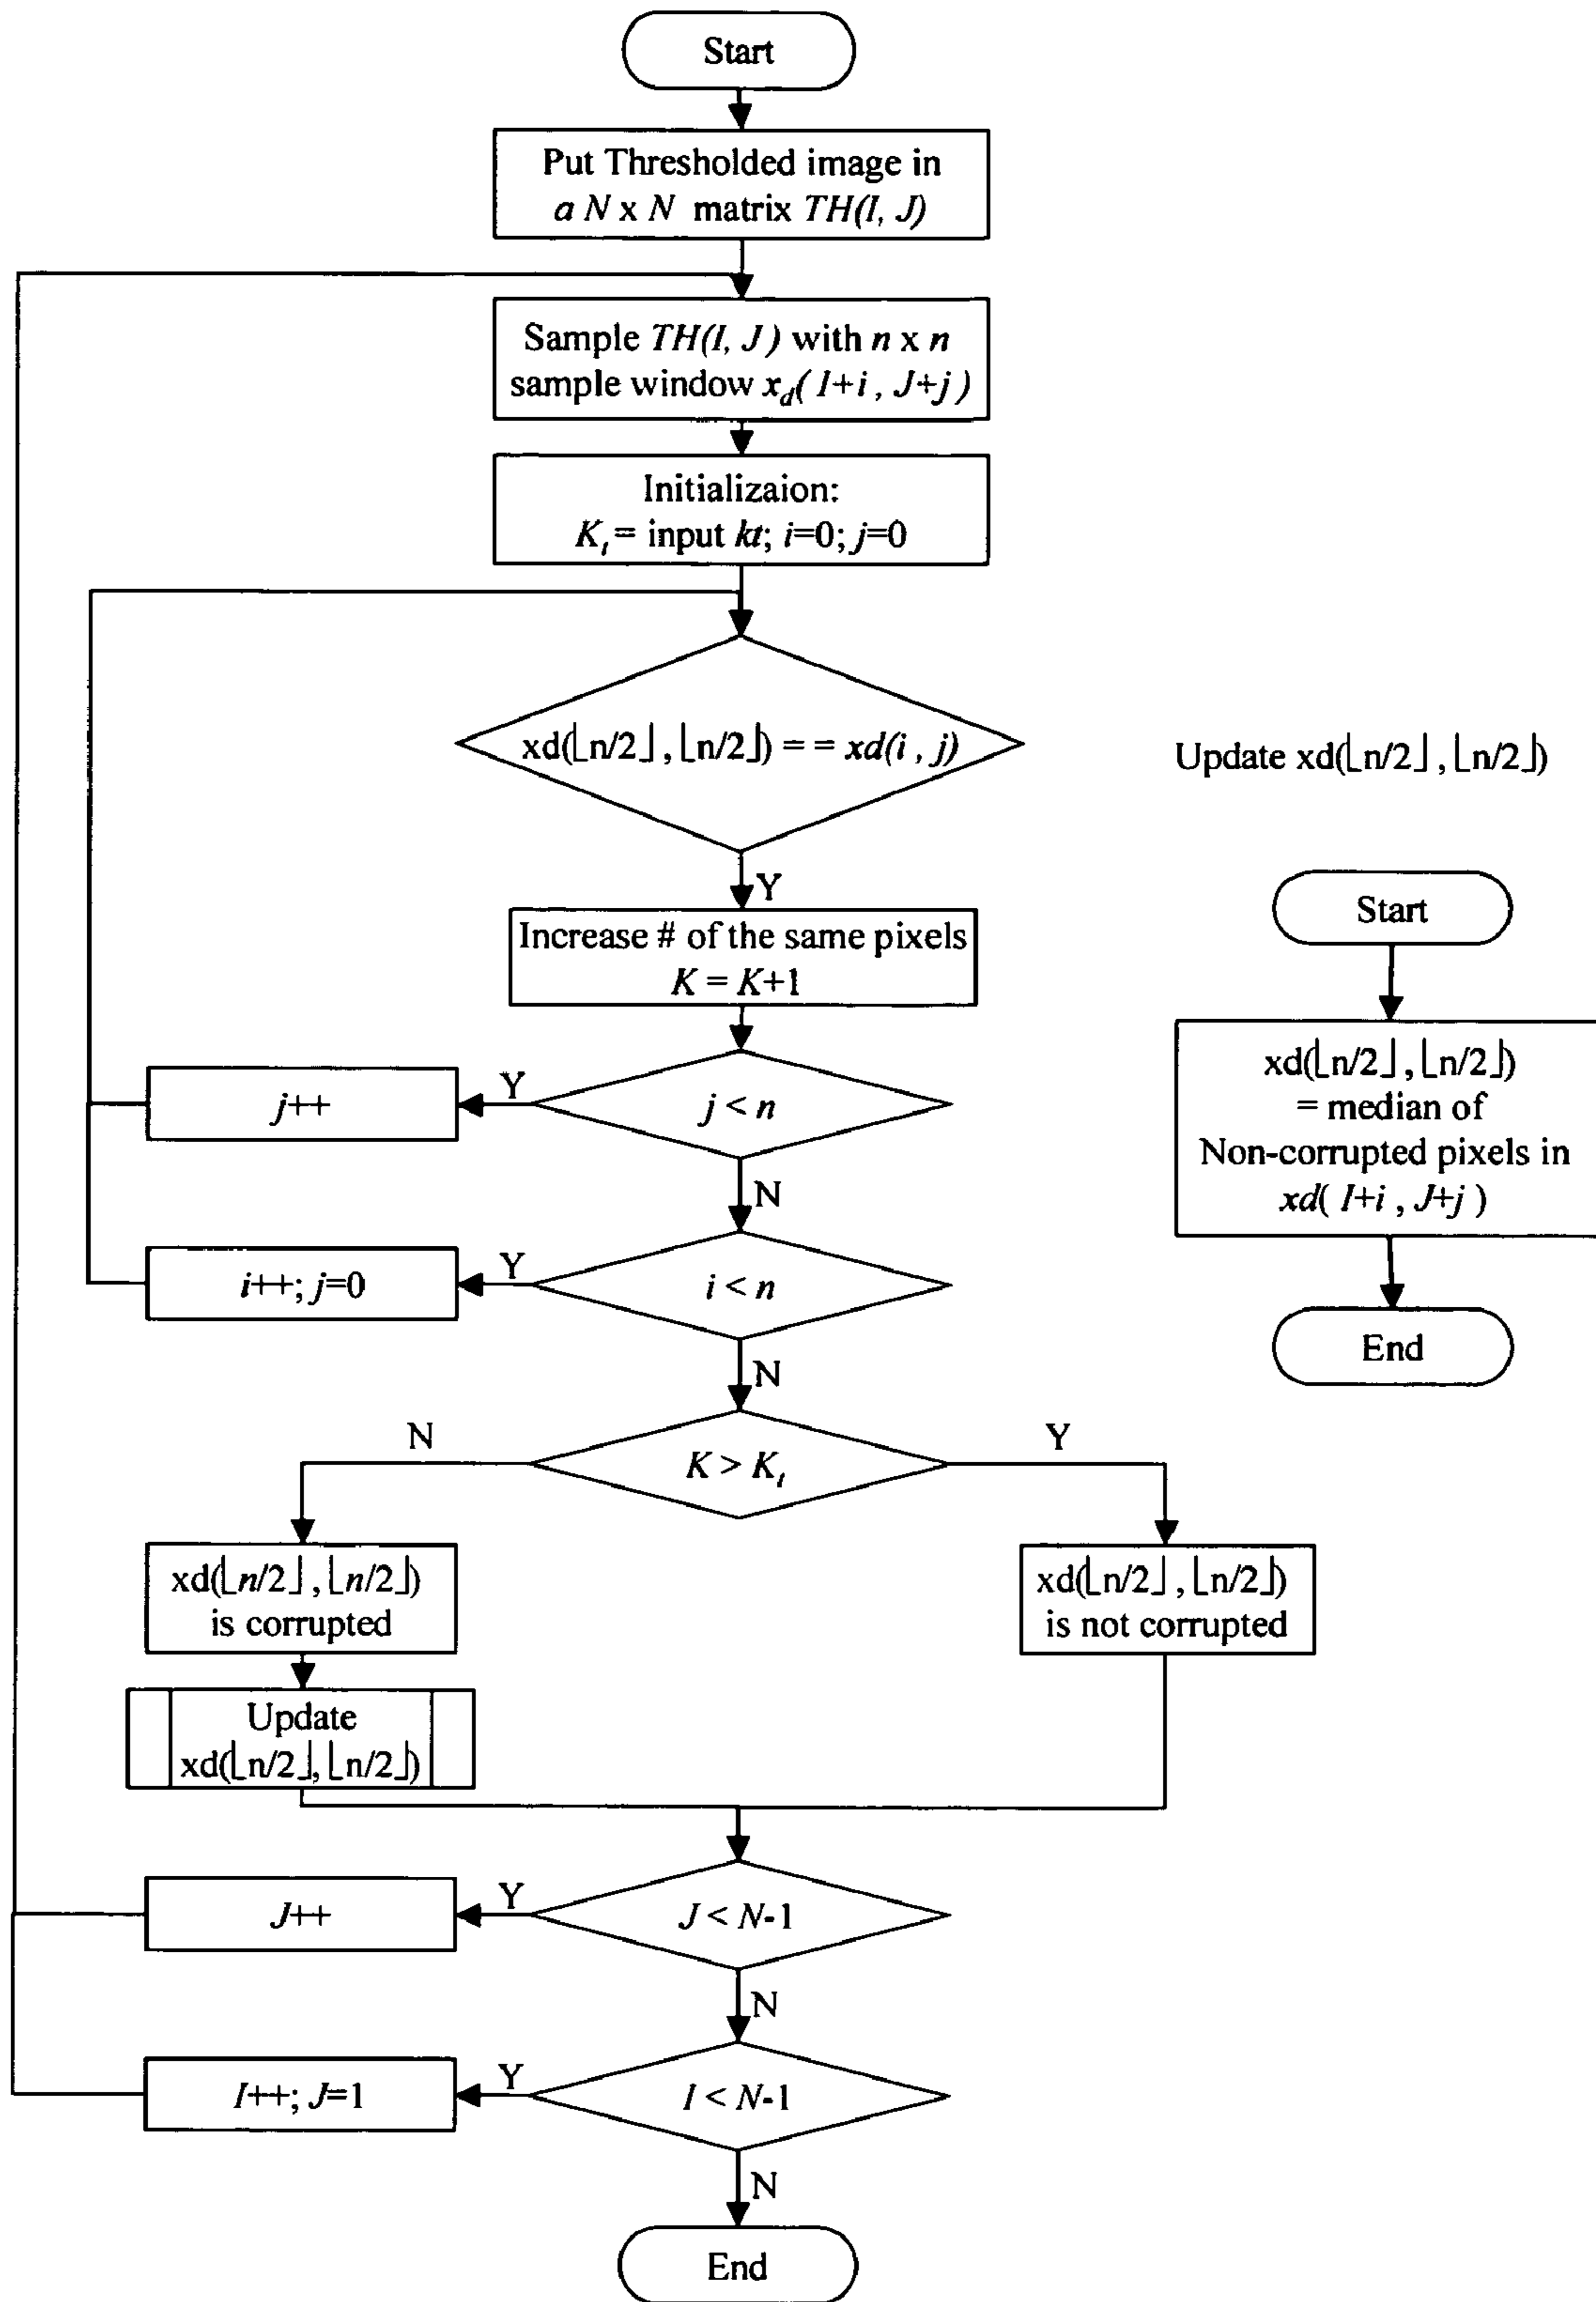 Start
Put Thresholded image in
a N x N matrix TH(I, J)
Sample TH(I, J) with n x n
sample window x_d( I+i , J+j )
Initializaion:
K_t = input kt; i=0; j=0
xd(⌊n/2⌋ , ⌊n/2⌋) = = xd(i , j)
Y
Increase # of the same pixels
K = K+1
j < n
Y
j++
N
i < n
Y
i++; j=0
N
K > K_t
N
Y
xd(⌊n/2⌋ , ⌊n/2⌋)
is corrupted
xd(⌊n/2⌋ , ⌊n/2⌋)
is not corrupted
Update
xd(⌊n/2⌋, ⌊n/2⌋)
J < N-1
Y
J++
N
I < N-1
Y
I++; J=1
N
End
Update xd(⌊n/2⌋ , ⌊n/2⌋)
Start
xd(⌊n/2⌋ , ⌊n/2⌋)
= median of
Non-corrupted pixels in
xd( I+i , J+j )
End